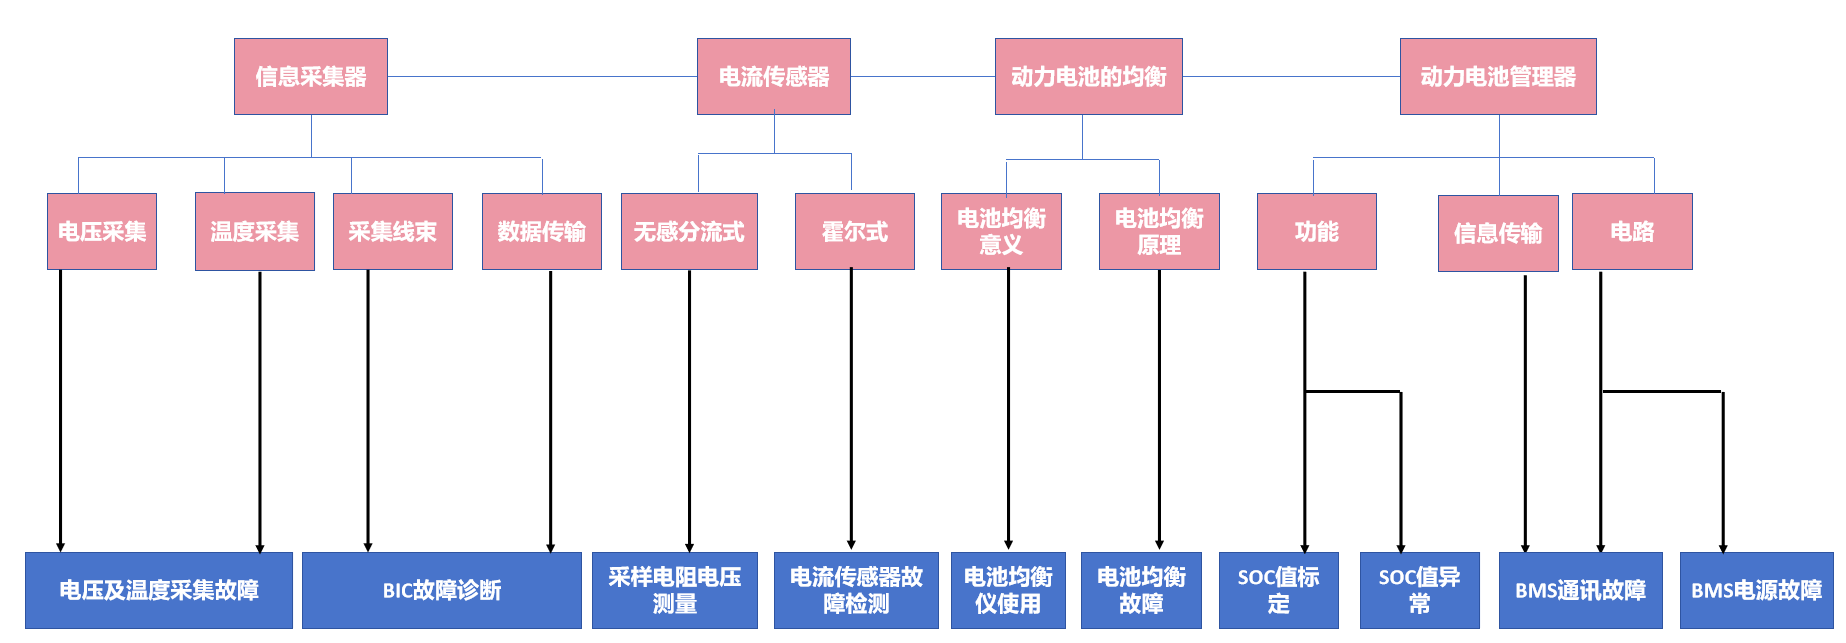 信息采集器
电流传感器
动力电池的均衡
动力电池管理器
电压采集
温度采集
采集线束
数据传输
无感分流式
霍尔式
电池均衡
意义
电池均衡
原理
功能
信息传输
电路
电压及温度采集故障
BIC故障诊断
采样电阻电压
测量
电流传感器故
障检测
电池均衡
仪使用
电池均衡
故障
SOC值标
定
SOC值异
常
BMS通讯故障
BMS电源故障